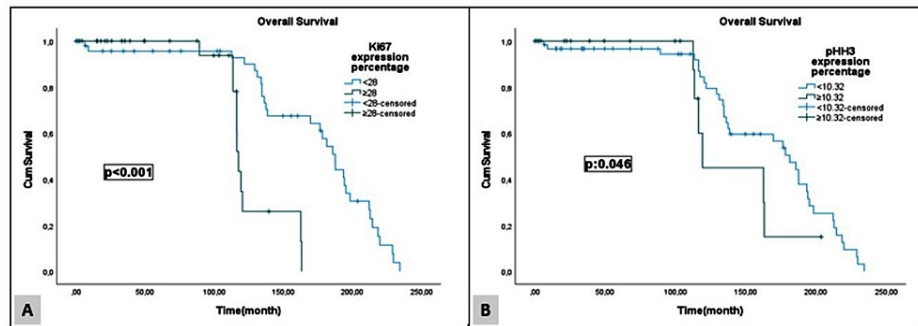 Overall Survival
Ki67
expression
percentage
<28
≥28
<28-censored
≥28-censored
p<0.001
Cum Survival
1,0
0,8
0,6
0,4
0,2
0,0
,00 50,00 100,00 150,00 200,00 250,00
Time(month)
A
Overall Survival
pHH3
expression
percentage
<10.32
≥10.32
<10.32-censored
≥10.32-censored
p:0.046
Cum Survival
1,0
0,8
0,6
0,4
0,2
0,0
,00 50,00 100,00 150,00 200,00 250,00
Time(month)
B